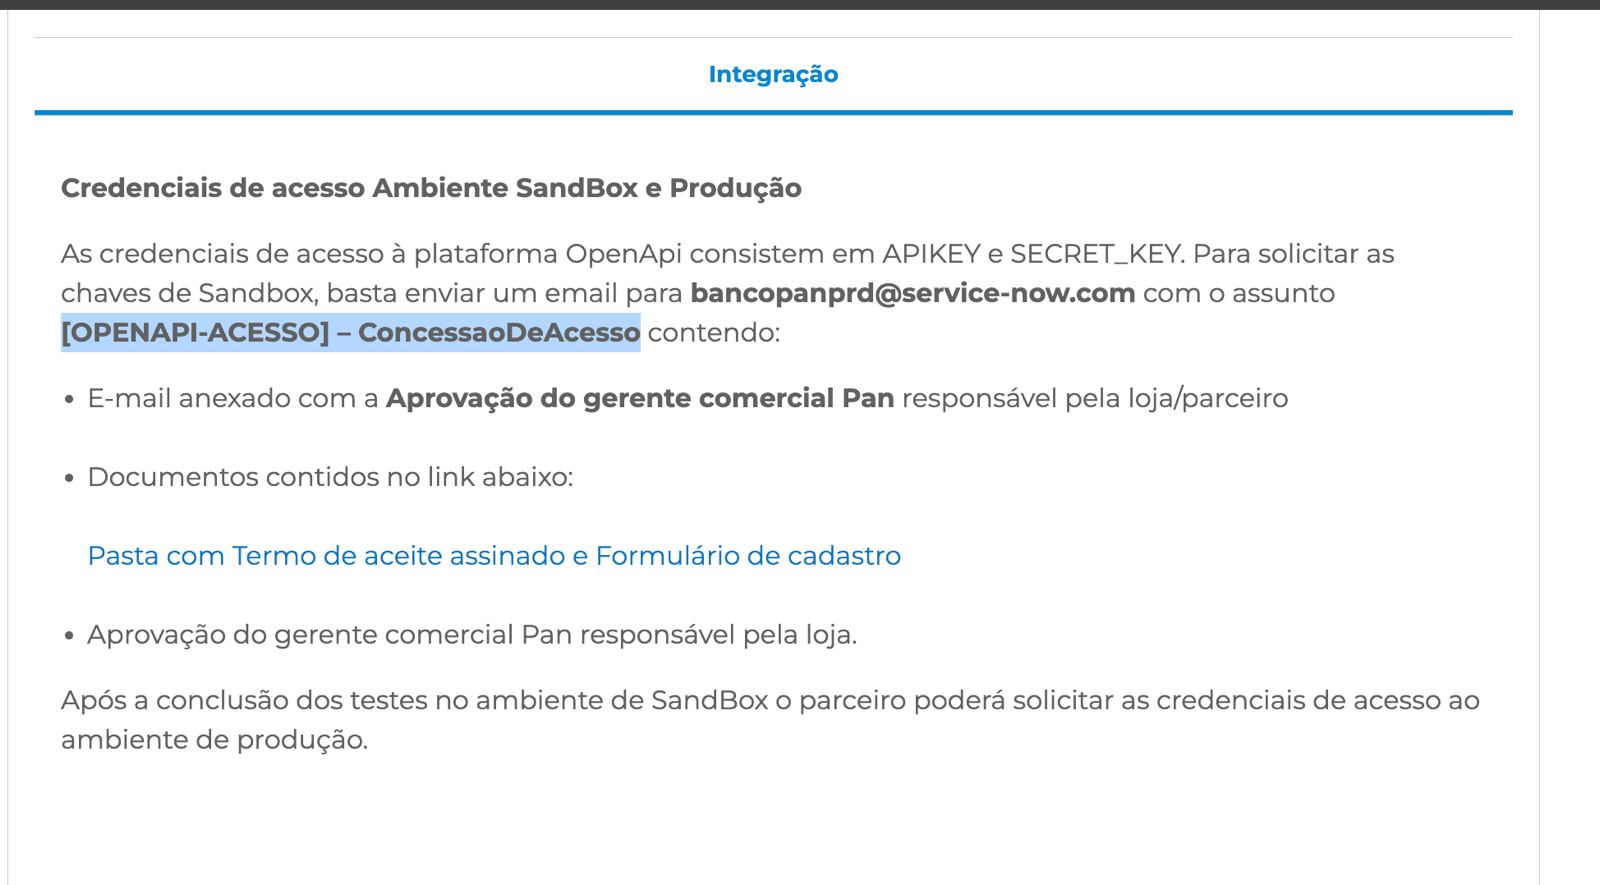 Integração
Credenciais de acesso Ambiente SandBox e Produção
As credenciais de acesso à plataforma OpenApi consistem em APIKEY e SECRET_KEY. Para solicitar as
chaves de Sandbox, basta enviar um email para bancopanprd@service-now.com com o assunto
[OPENAPI-ACESSO] – ConcessaoDeAcesso contendo:
• E-mail anexado com a Aprovação do gerente comercial Pan responsável pela loja/parceiro
• Documentos contidos no link abaixo:
Pasta com Termo de aceite assinado e Formulário de cadastro
• Aprovação do gerente comercial Pan responsável pela loja.
Após a conclusão dos testes no ambiente de SandBox o parceiro poderá solicitar as credenciais de acesso ao
ambiente de produção.